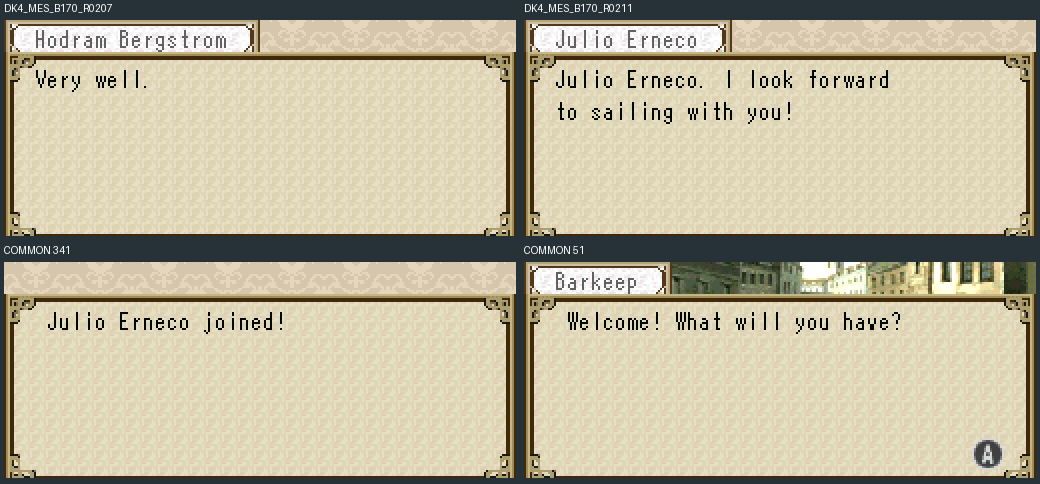 DK4_MES_B170_R0207
Hodram Bergstrom
Very well.
DK4_MES_B170_R0211
Julio Erneco
Julio Erneco. I look forward
to sailing with you!
COMMON 341
Julio Erneco joined!
COMMON 51
Barkeep
Welcome! What will you have?
A